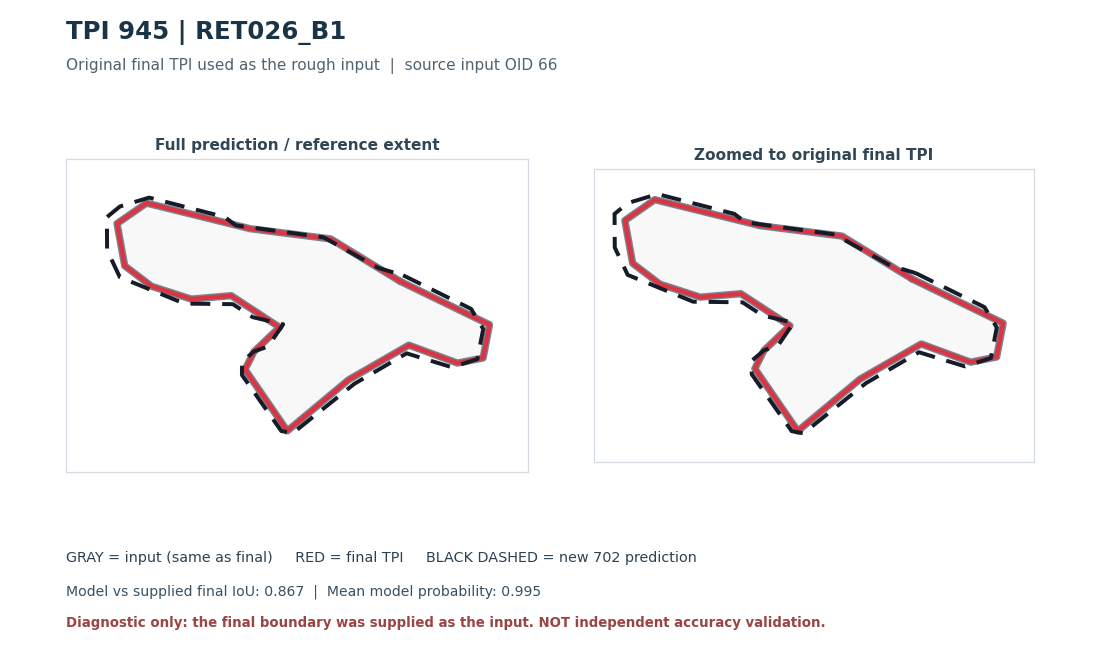 TPI 945 | RET026_B1
Original final TPI used as the rough input | source input OID 66
Full prediction / reference extent
Zoomed to original final TPI
GRAY = input (same as final) RED = final TPI BLACK DASHED = new 702 prediction
Model vs supplied final IoU: 0.867 | Mean model probability: 0.995
Diagnostic only: the final boundary was supplied as the input. NOT independent accuracy validation.